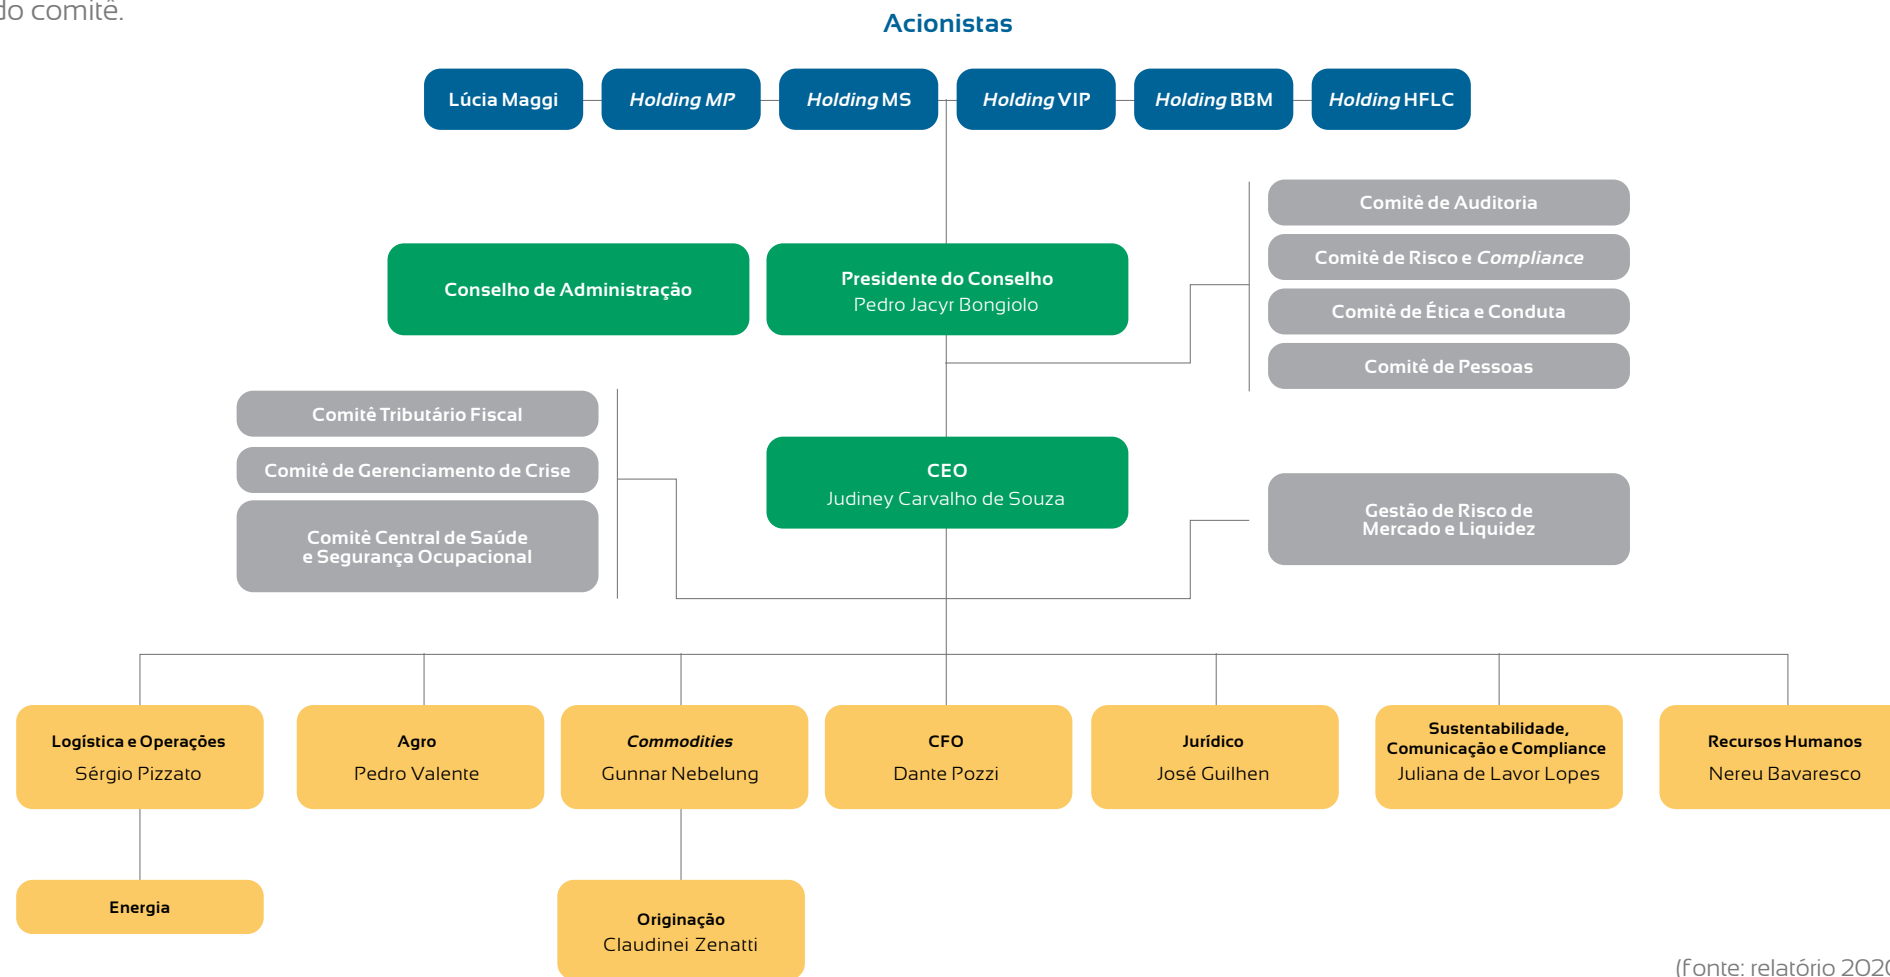 do comitê.
Acionistas
Lúcia Maggi
Holding MP
Holding MS
Holding VIP
Holding BBM
Holding HFLC
Comitê de Auditoria
Comitê de Risco e Compliance
Comitê de Ética e Conduta
Comitê de Pessoas
Conselho de Administração
Presidente do Conselho
Pedro Jacyr Bongiolo
Comitê Tributário Fiscal
Comitê de Gerenciamento de Crise
Comitê Central de Saúde
e Segurança Ocupacional
CEO
Judiney Carvalho de Souza
Gestão de Risco de
Mercado e Liquidez
Logística e Operações
Sérgio Pizzato
Agro
Pedro Valente
Commodities
Gunnar Nebelung
CFO
Dante Pozzi
Jurídico
José Guilhen
Sustentabilidade,
Comunicação e Compliance
Juliana de Lavor Lopes
Recursos Humanos
Nereu Bavaresco
Energia
Originação
Claudinei Zenatti
(fonte: relatório 2020